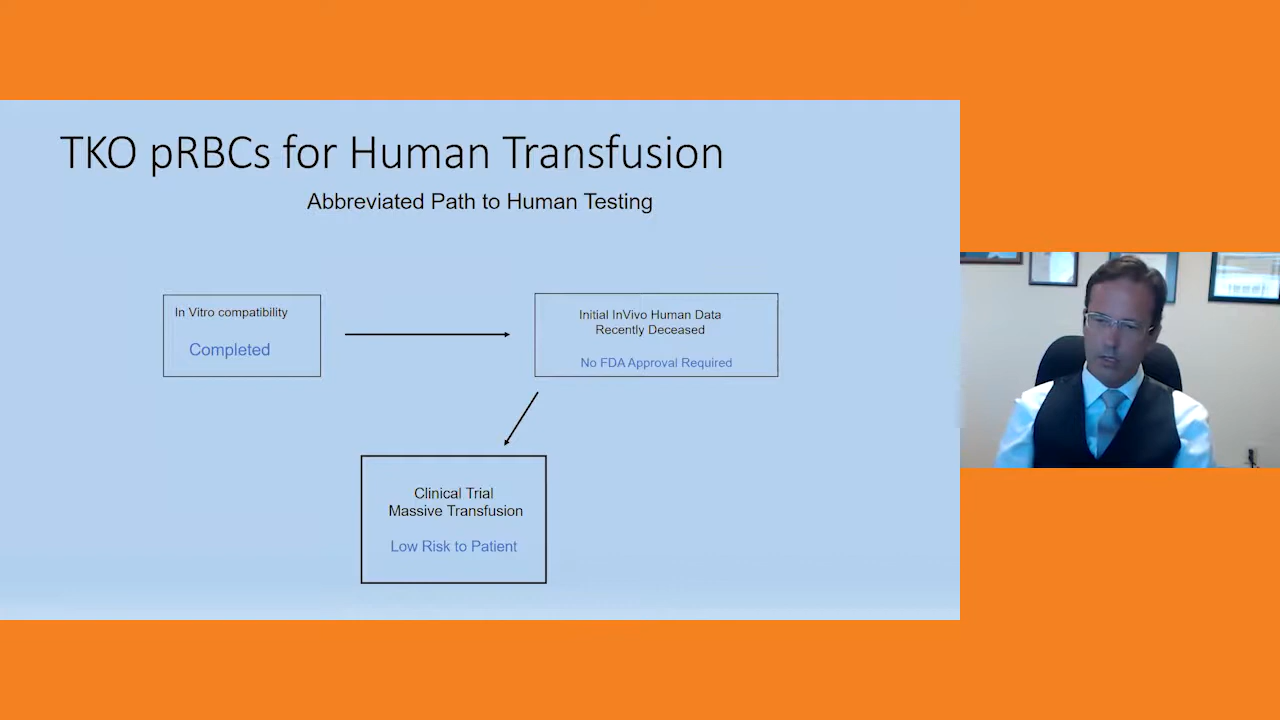 TKO pRBCs for Human Transfusion
Abbreviated Path to Human Testing
In Vitro compatibility
Completed
Initial InVivo Human Data
Recently Deceased
No FDA Approval Required
Clinical Trial
Massive Transfusion
Low Risk to Patient